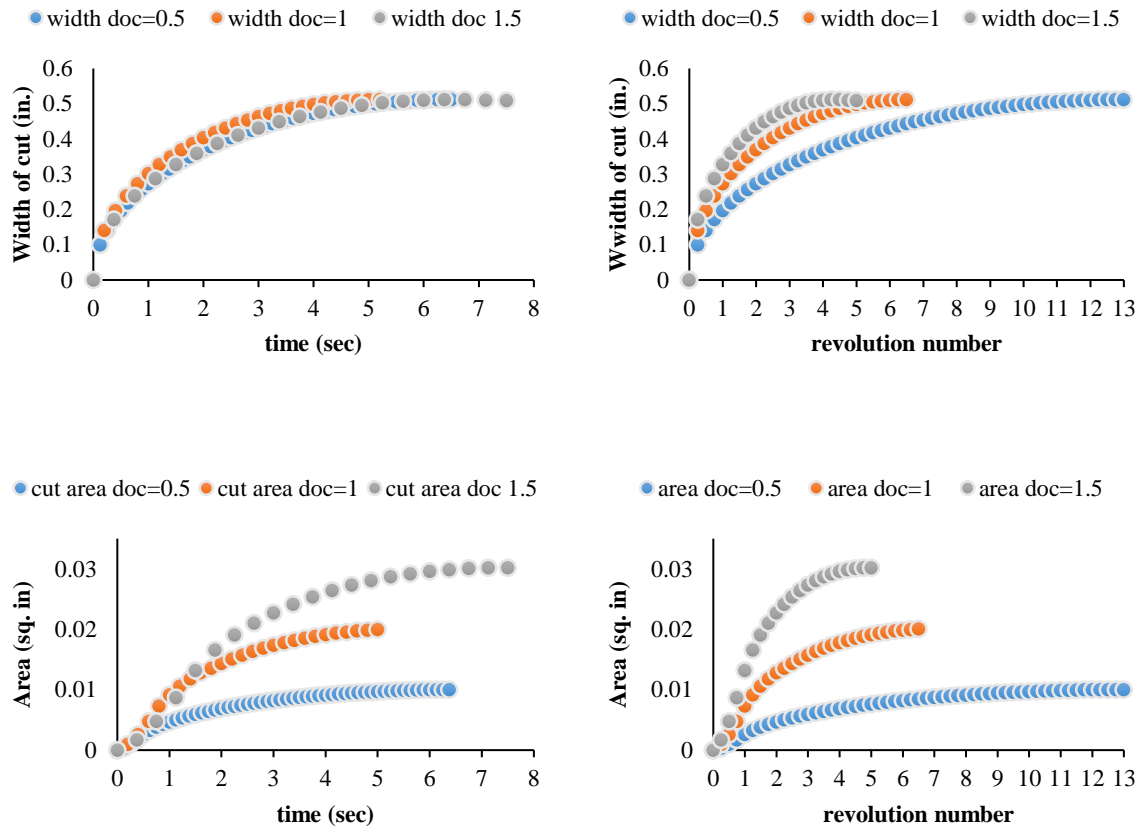 width doc=0.5 width doc=1 width doc 1.5
0.6
0.5
0.4
0.3
0.2
0.1
0
Width of cut (in.)
0 1 2 3 4 5 6 7 8
time (sec)
width doc=0.5 width doc=1 width doc=1.5
0.6
0.5
0.4
0.3
0.2
0.1
0
Wwidth of cut (in.)
0 1 2 3 4 5 6 7 8 9 10 11 12 13
revolution number
cut area doc=0.5 cut area doc=1 cut area doc 1.5
0.03
0.02
0.01
0
Area (sq. in)
0 1 2 3 4 5 6 7 8
time (sec)
area doc=0.5 area doc=1 area doc=1.5
0.03
0.02
0.01
0
Area (sq. in)
0 1 2 3 4 5 6 7 8 9 10 11 12 13
revolution number